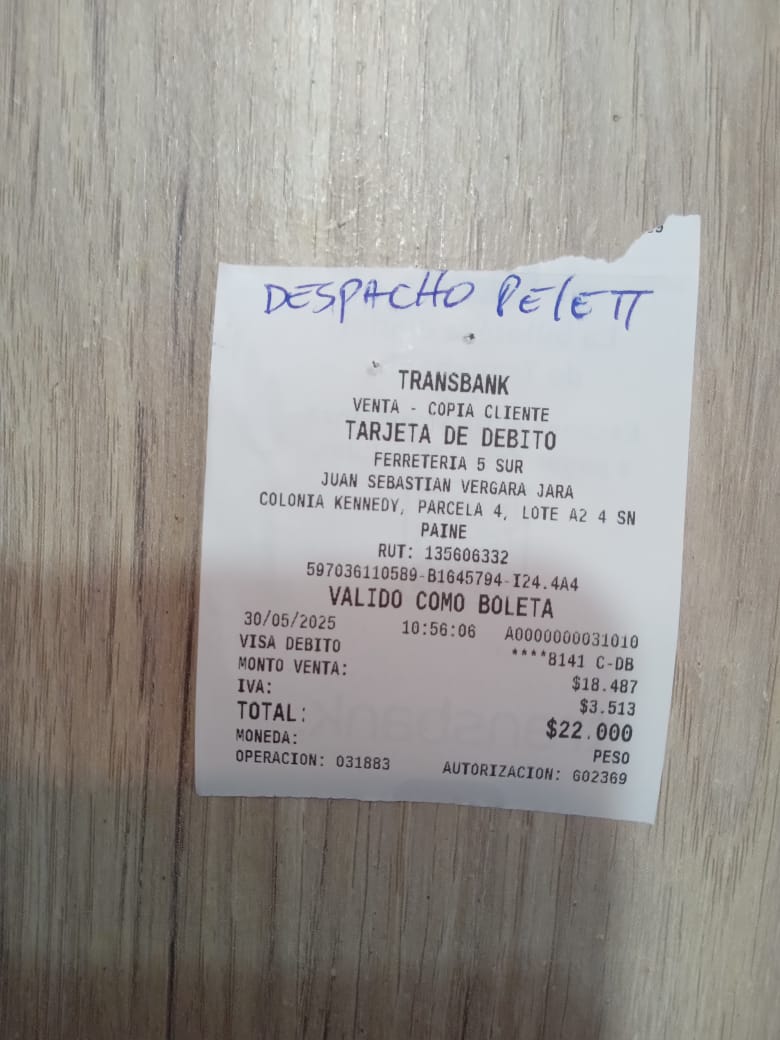 DESPACHO PELETT
TRANSBANK
VENTA - COPIA CLIENTE
TARJETA DE DEBITO
FERRETERIA 5 SUR
JUAN SEBASTIAN VERGARA JARA
COLONIA KENNEDY, PARCELA 4, LOTE A2 4 SN
PAINE
RUT: 135606332
597036110589-B1645794-I24.4A4
VALIDO COMO BOLETA
30/05/2025 10:56:06 A0000000031010
VISA DEBITO ****8141 C-DB
MONTO VENTA: $18.487
IVA: $3.513
TOTAL: $22.000
MONEDA: PESO
OPERACION: 031883 AUTORIZACION: 602369